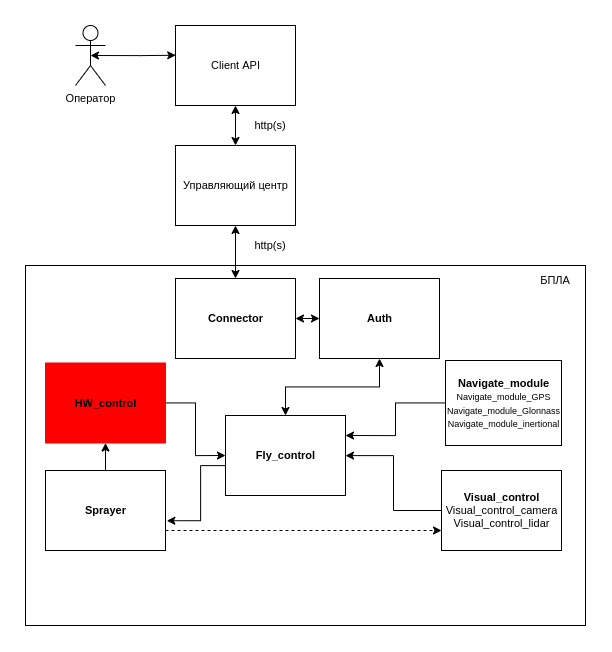 Client API
Оператор
http(s)
Управляющий центр
http(s)
БПЛА
Connector
Auth
HW_control
Navigate_module
Navigate_module_GPS
Navigate_module_Glonnass
Navigate_module_inertional
Fly_control
Sprayer
Visual_control
Visual_control_camera
Visual_control_lidar